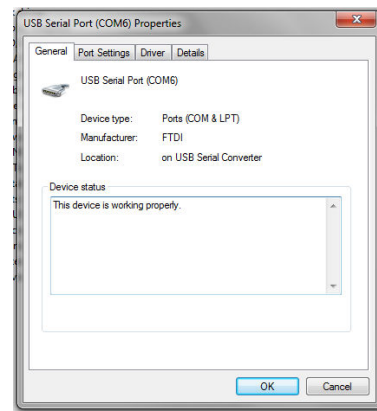 USB Serial Port (COM6) Properties
General Port Settings Driver Details
USB Serial Port (COM6)
Device type: Ports (COM & LPT)
Manufacturer: FTDI
Location: on USB Serial Converter
Device status
This device is working properly.
OK Cancel